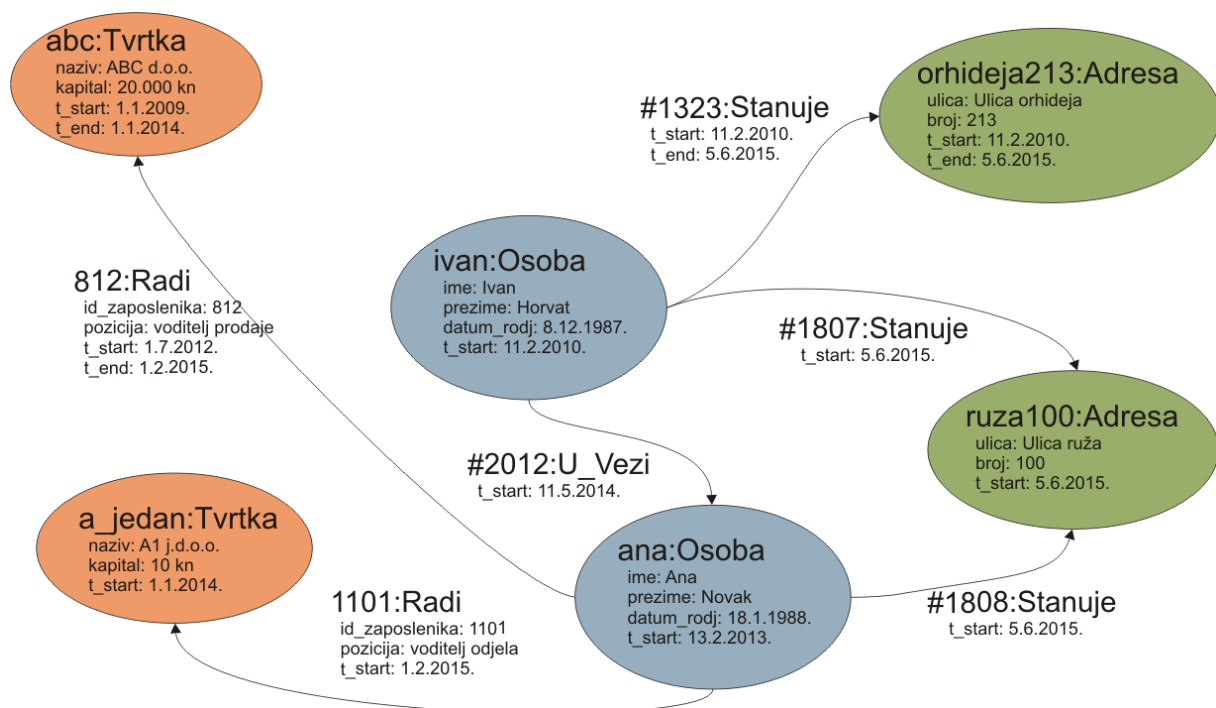 abc:Tvrtka
naziv: ABC d.o.o.
kapital: 20.000 kn
t_start: 1.1.2009.
t_end: 1.1.2014.
orhideja213:Adresa
ulica: Ulica orhideja
broj: 213
t_start: 11.2.2010.
t_end: 5.6.2015.
#1323:Stanuje
t_start: 11.2.2010.
t_end: 5.6.2015.
ivan:Osoba
ime: Ivan
prezime: Horvat
datum_rodj: 8.12.1987.
t_start: 11.2.2010.
812:Radi
id_zaposlenika: 812
pozicija: voditelj prodaje
t_start: 1.7.2012.
t_end: 1.2.2015.
#1807:Stanuje
t_start: 5.6.2015.
ruza100:Adresa
ulica: Ulica ruža
broj: 100
t_start: 5.6.2015.
#2012:U_Vezi
t_start: 11.5.2014.
a_jedan:Tvrtka
naziv: A1 j.d.o.o.
kapital: 10 kn
t_start: 1.1.2014.
ana:Osoba
ime: Ana
prezime: Novak
datum_rodj: 18.1.1988.
t_start: 13.2.2013.
1101:Radi
id_zaposlenika: 1101
pozicija: voditelj odjela
t_start: 1.2.2015.
#1808:Stanuje
t_start: 5.6.2015.